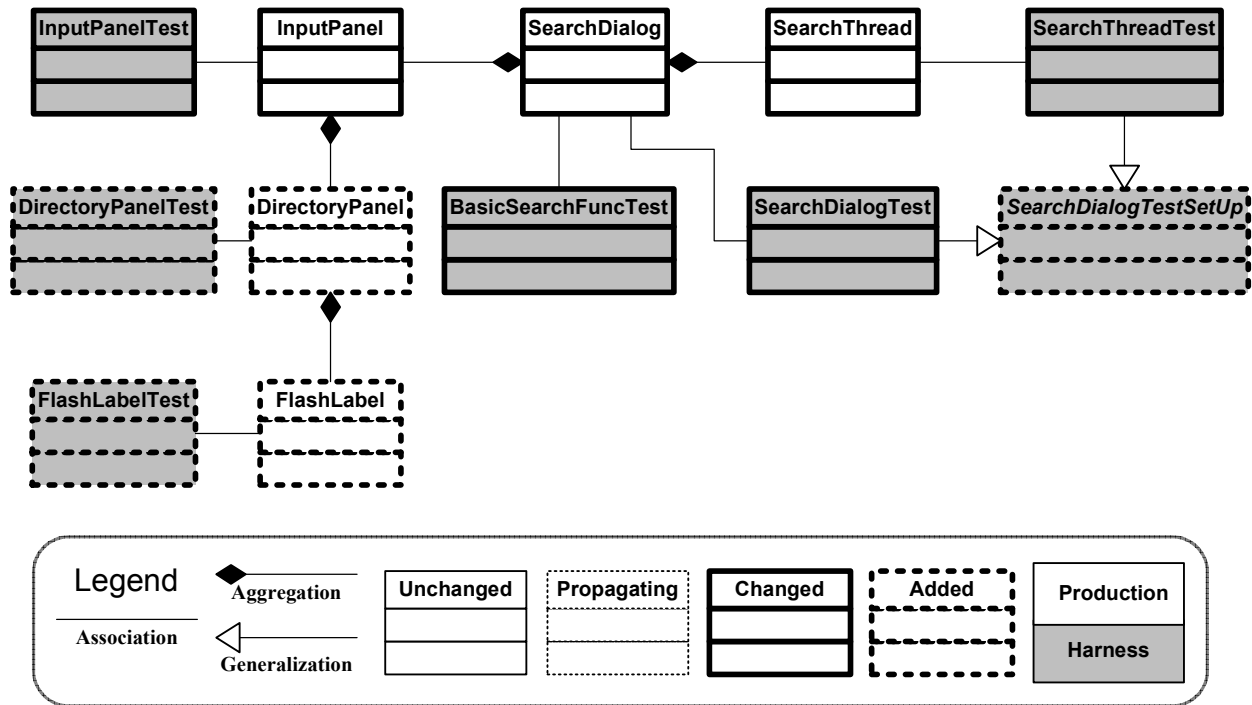 InputPanelTest
InputPanel
SearchDialog
SearchThread
SearchThreadTest
DirectoryPanelTest
DirectoryPanel
BasicSearchFuncTest
SearchDialogTest
SearchDialogTestSetUp
FlashLabelTest
FlashLabel
Legend
Association
Aggregation
Generalization
Unchanged
Propagating
Changed
Added
Production
Harness